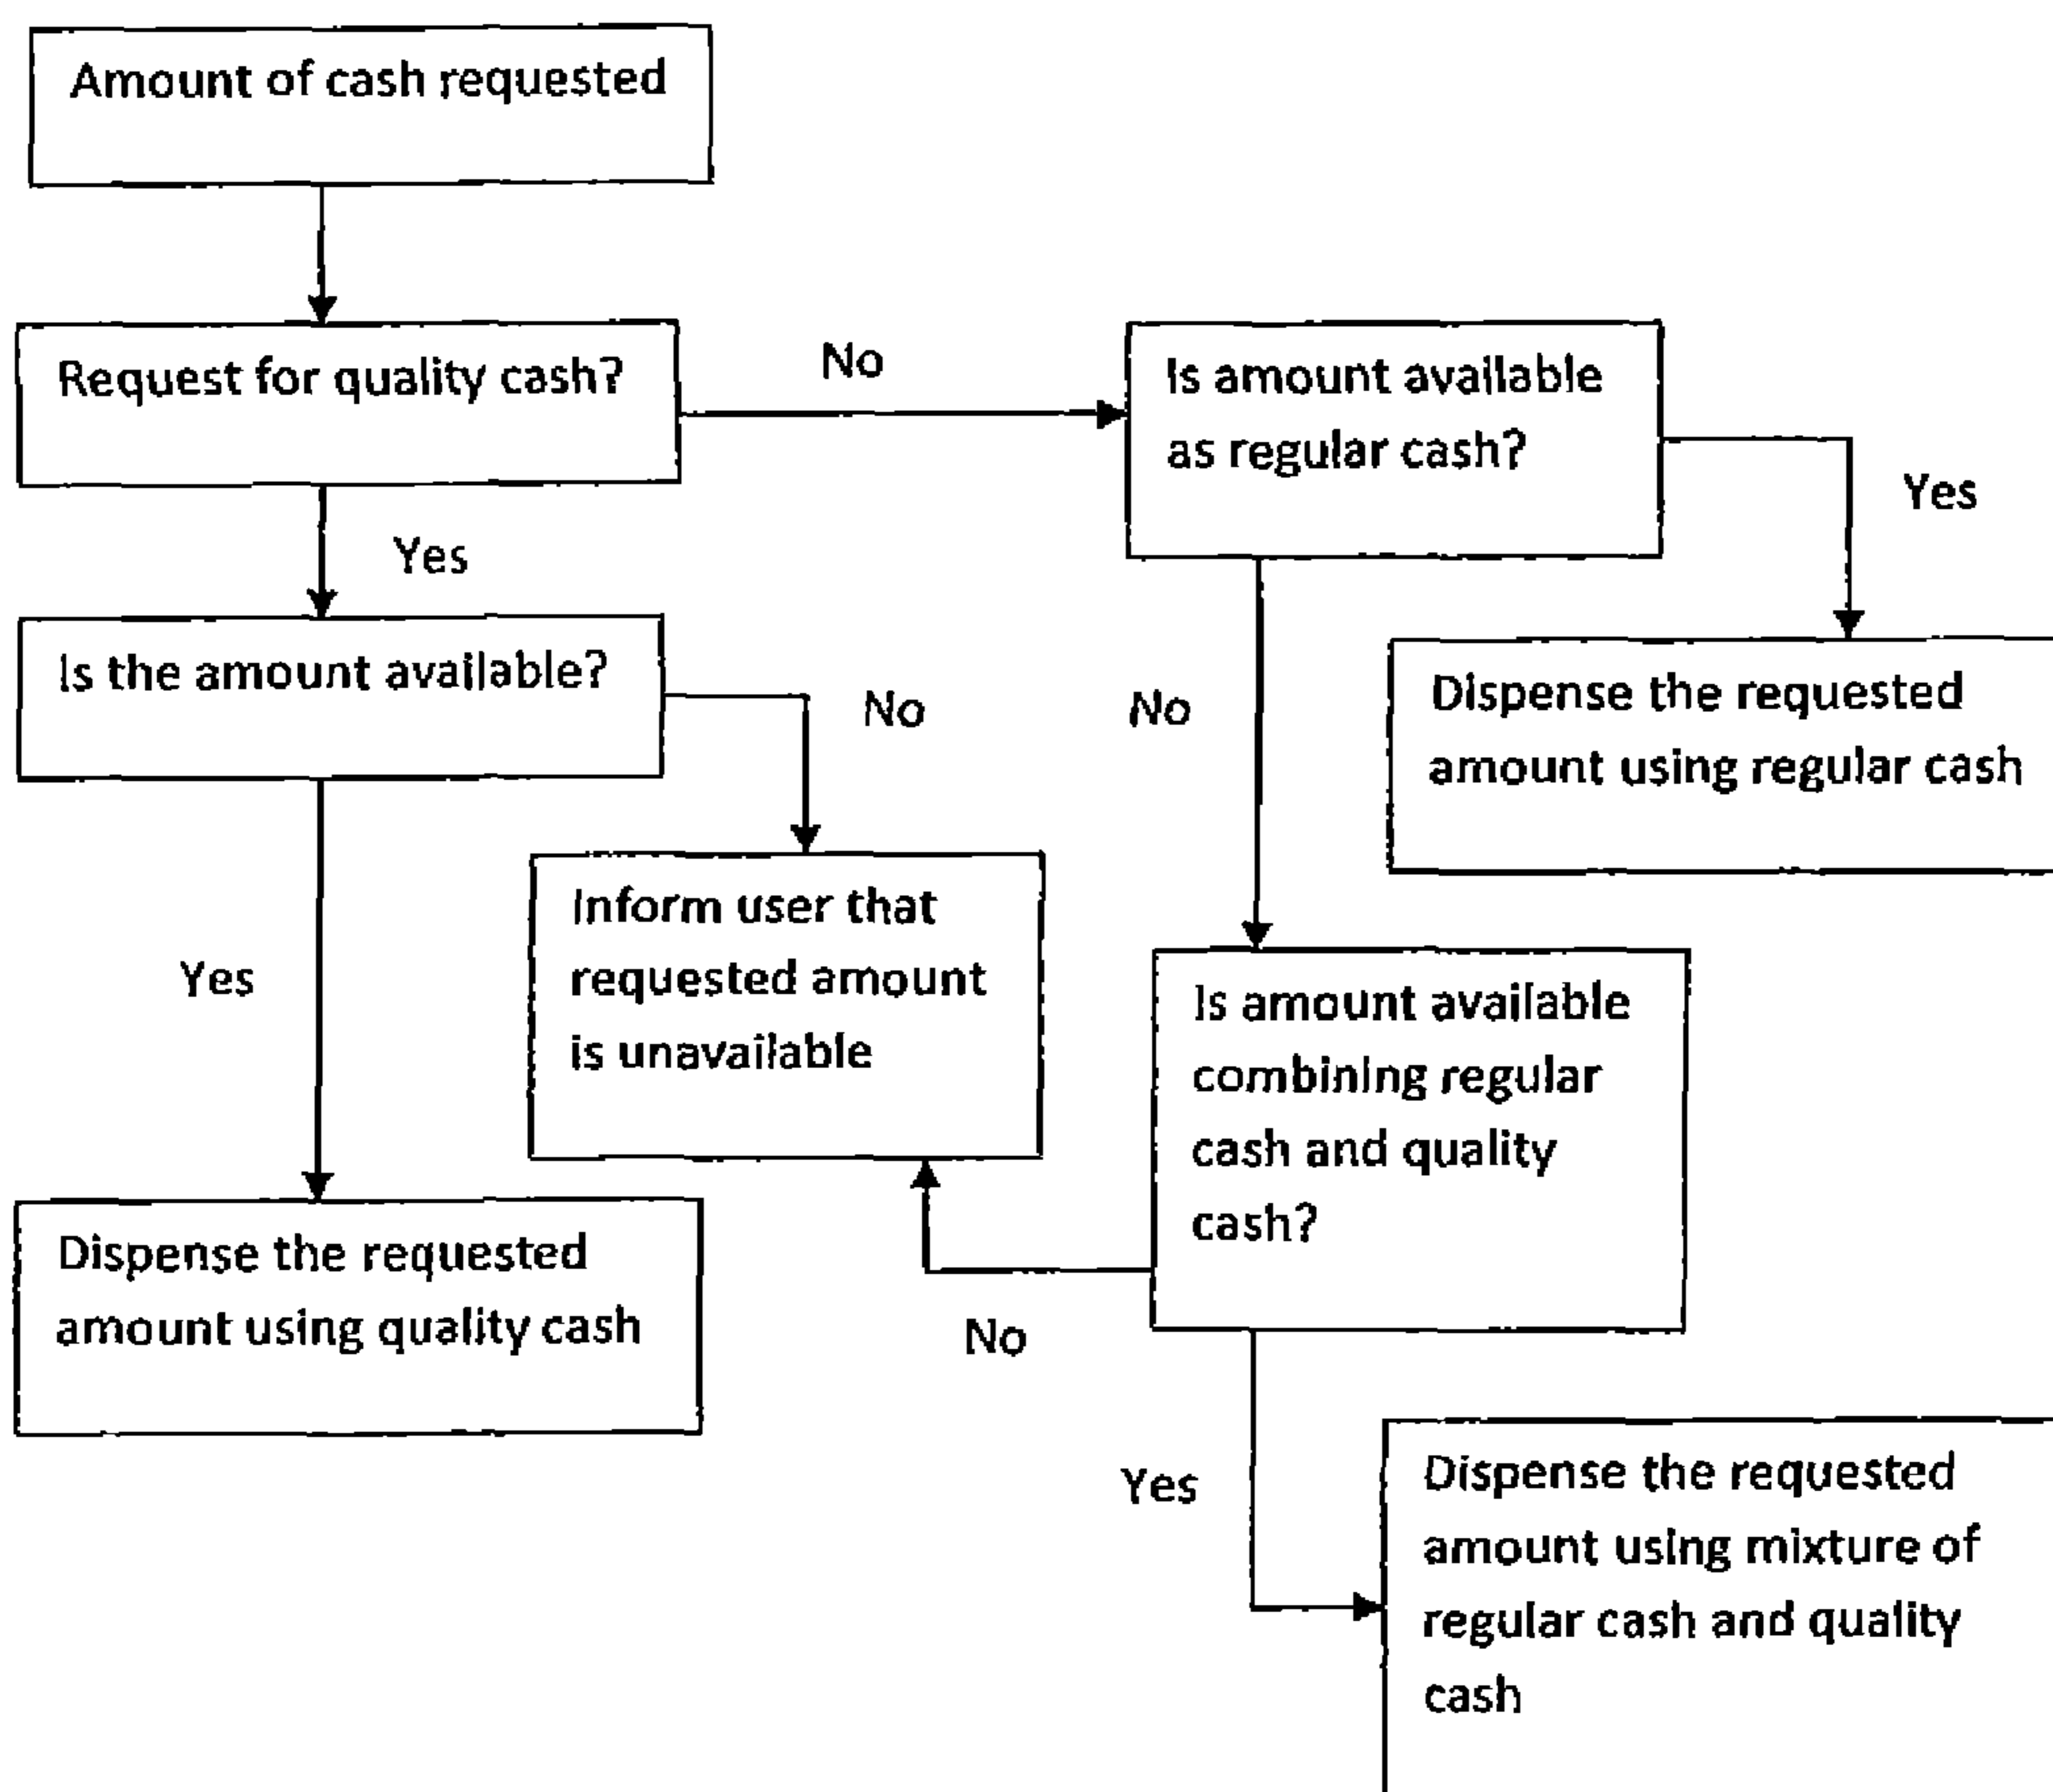 Amount of cash requested
Request for quality cash?
No
Is amount available
as regular cash?
Yes
Yes
Is the amount available?
No
No
Dispense the requested
amount using regular cash
Inform user that
requested amount
is unavailable
Yes
Is amount available
combining regular
cash and quality
cash?
Dispense the requested
amount using quality cash
No
Yes
Dispense the requested
amount using mixture of
regular cash and quality
cash